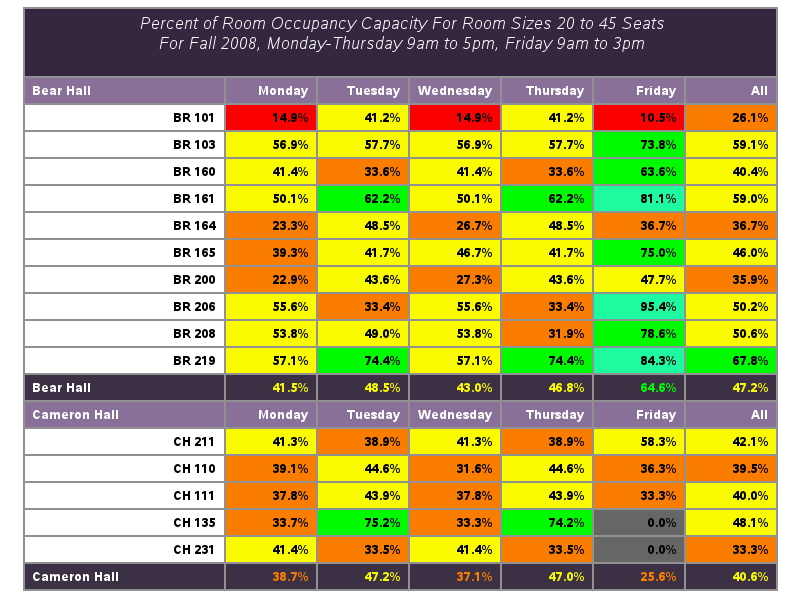 Percent of Room Occupancy Capacity For Room Sizes 20 to 45 Seats
For Fall 2008, Monday-Thursday 9am to 5pm, Friday 9am to 3pm
Bear Hall Monday Tuesday Wednesday Thursday Friday All
BR 101 14.9% 41.2% 14.9% 41.2% 10.5% 26.1%
BR 103 56.9% 57.7% 56.9% 57.7% 73.8% 59.1%
BR 160 41.4% 33.6% 41.4% 33.6% 63.6% 40.4%
BR 161 50.1% 62.2% 50.1% 62.2% 81.1% 59.0%
BR 164 23.3% 48.5% 26.7% 48.5% 36.7% 36.7%
BR 165 39.3% 41.7% 46.7% 41.7% 75.0% 46.0%
BR 200 22.9% 43.6% 27.3% 43.6% 47.7% 35.9%
BR 206 55.6% 33.4% 55.6% 33.4% 95.4% 50.2%
BR 208 53.8% 49.0% 53.8% 31.9% 78.6% 50.6%
BR 219 57.1% 74.4% 57.1% 74.4% 84.3% 67.8%
Bear Hall 41.5% 48.5% 43.0% 46.8% 64.6% 47.2%
Cameron Hall Monday Tuesday Wednesday Thursday Friday All
CH 211 41.3% 38.9% 41.3% 38.9% 58.3% 42.1%
CH 110 39.1% 44.6% 31.6% 44.6% 36.3% 39.5%
CH 111 37.8% 43.9% 37.8% 43.9% 33.3% 40.0%
CH 135 33.7% 75.2% 33.3% 74.2% 0.0% 48.1%
CH 231 41.4% 33.5% 41.4% 33.5% 0.0% 33.3%
Cameron Hall 38.7% 47.2% 37.1% 47.0% 25.6% 40.6%